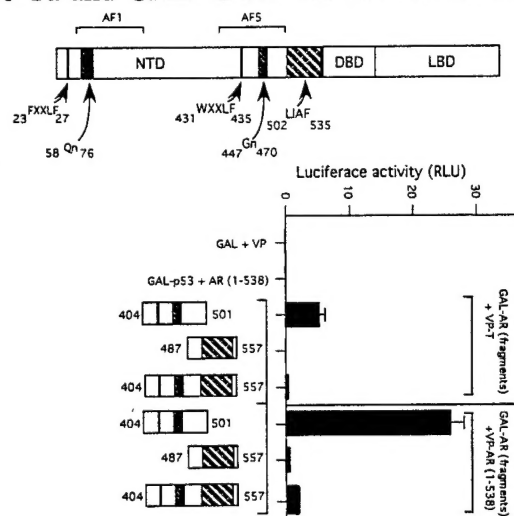 AF1 AF5
NTD DBD LBD
23 FXXLF 27 431 WXXLF 435 502 LIAF 535
58 Qn 76 447 Gn 470
Luciferace activity (RLU)
0 10 20 30
GAL + VP
GAL-p53 + AR (1-538)
404 501
487 557
404 557
GAL-AR (fragments)
+ VP-T
404 501
487 557
404 557
GAL-AR (fragments)
+VP-AR (1-538)